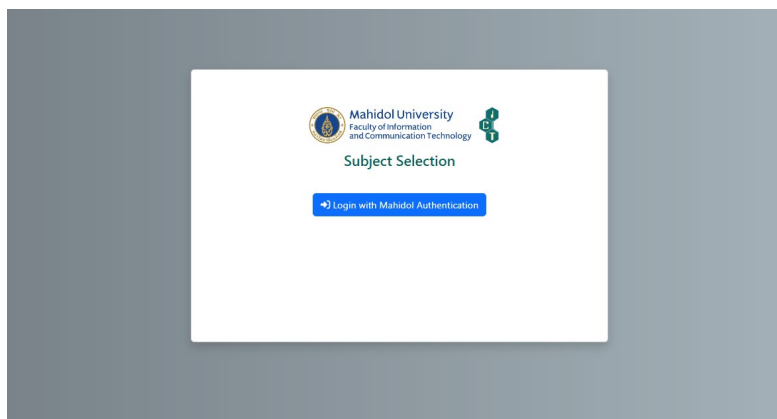 Mahidol University
Faculty of Information
and Communication Technology
i
C
T
Subject Selection
Login with Mahidol Authentication